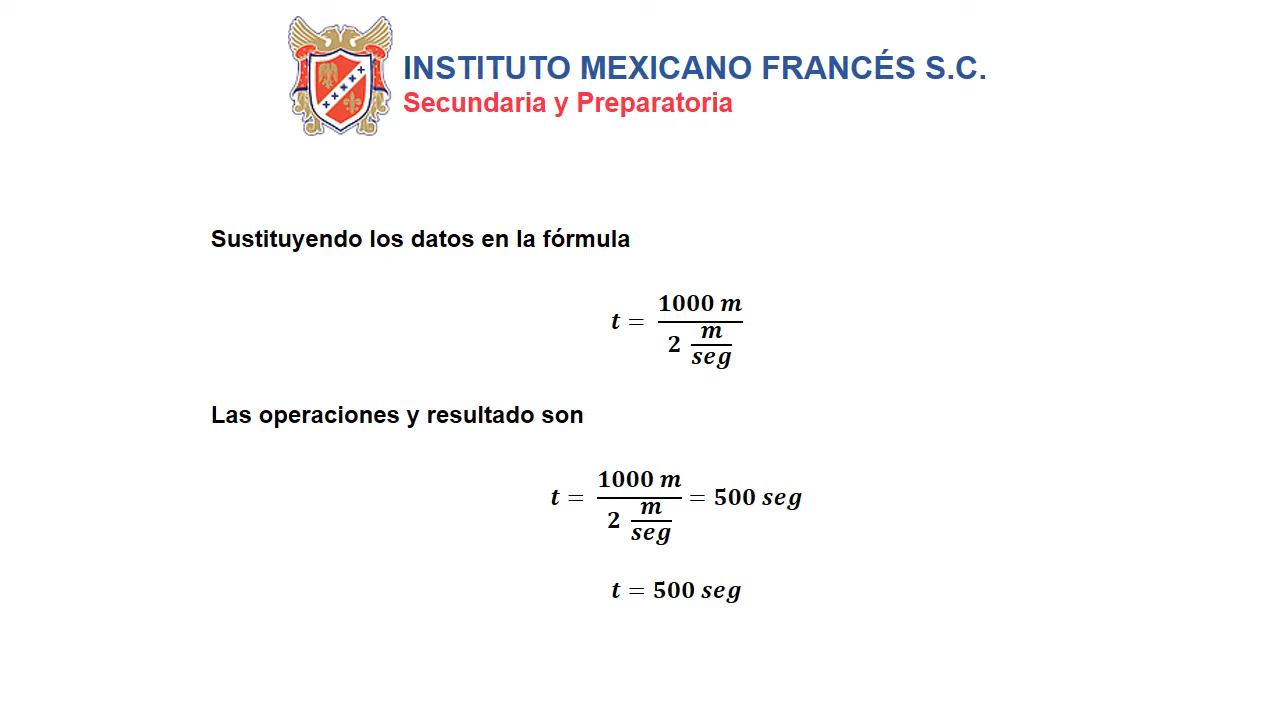 INSTITUTO MEXICANO FRANCÉS S.C.
Secundaria y Preparatoria
Sustituyendo los datos en la fórmula
t = 1000 m / 2 m/seg
Las operaciones y resultado son
t = 1000 m / 2 m/seg = 500 seg
t = 500 seg